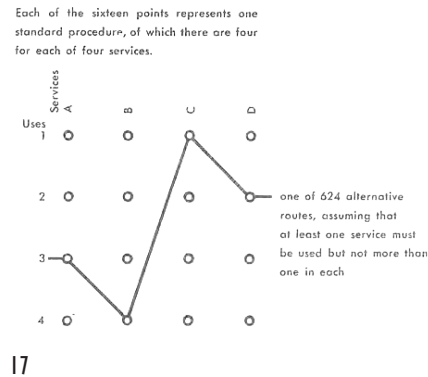 Each of the sixteen points represents one
standard procedure, of which there are four
for each of four services.
Services
A B C D
Uses
1
2
one of 624 alternative
routes, assuming that
at least one service must
be used but not more than
one in each
3
4
17